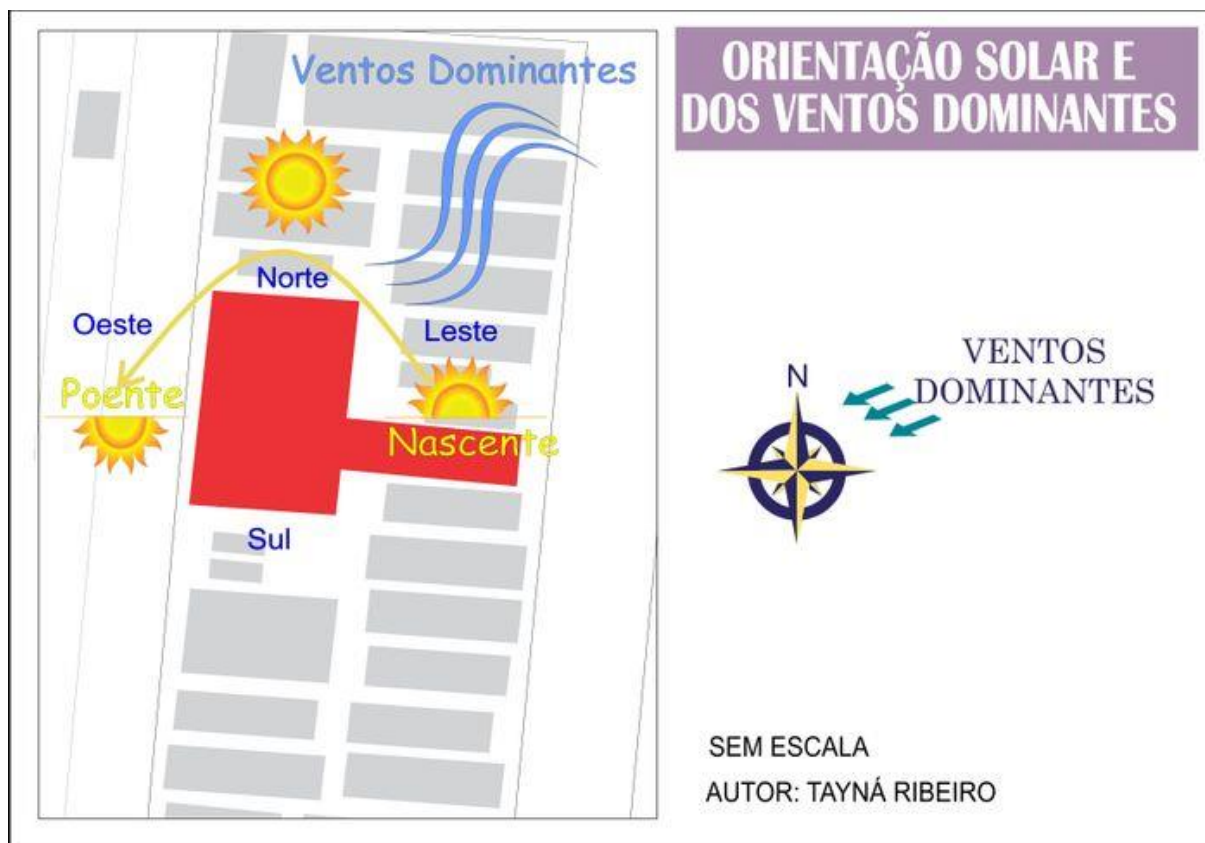 ORIENTAÇÃO SOLAR E
DOS VENTOS DOMINANTES
Ventos Dominantes
Norte
Oeste
Leste
Poente
Nascente
Sul
N
VENTOS
DOMINANTES
SEM ESCALA
AUTOR: TAYNÁ RIBEIRO